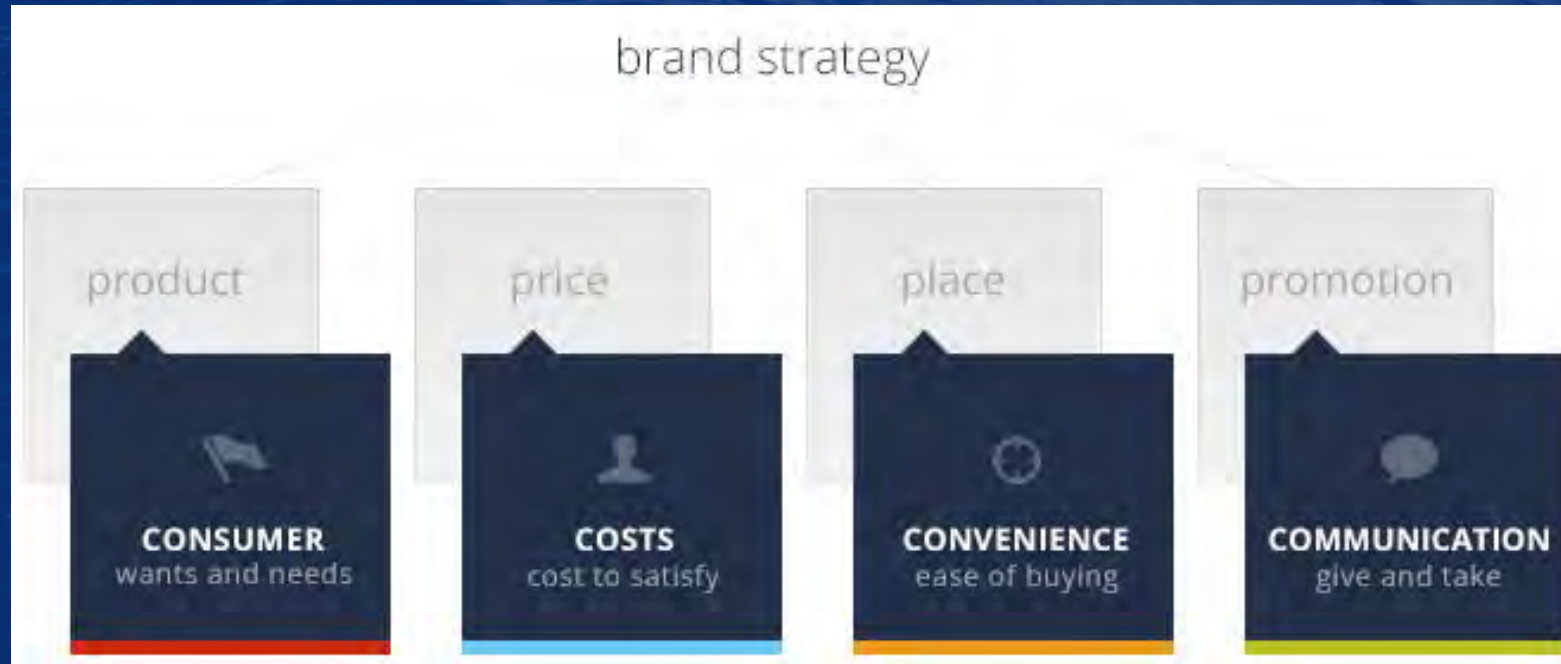 brand strategy
product
price
place
promotion
CONSUMER
wants and needs
COSTS
cost to satisfy
CONVENIENCE
ease of buying
COMMUNICATION
give and take